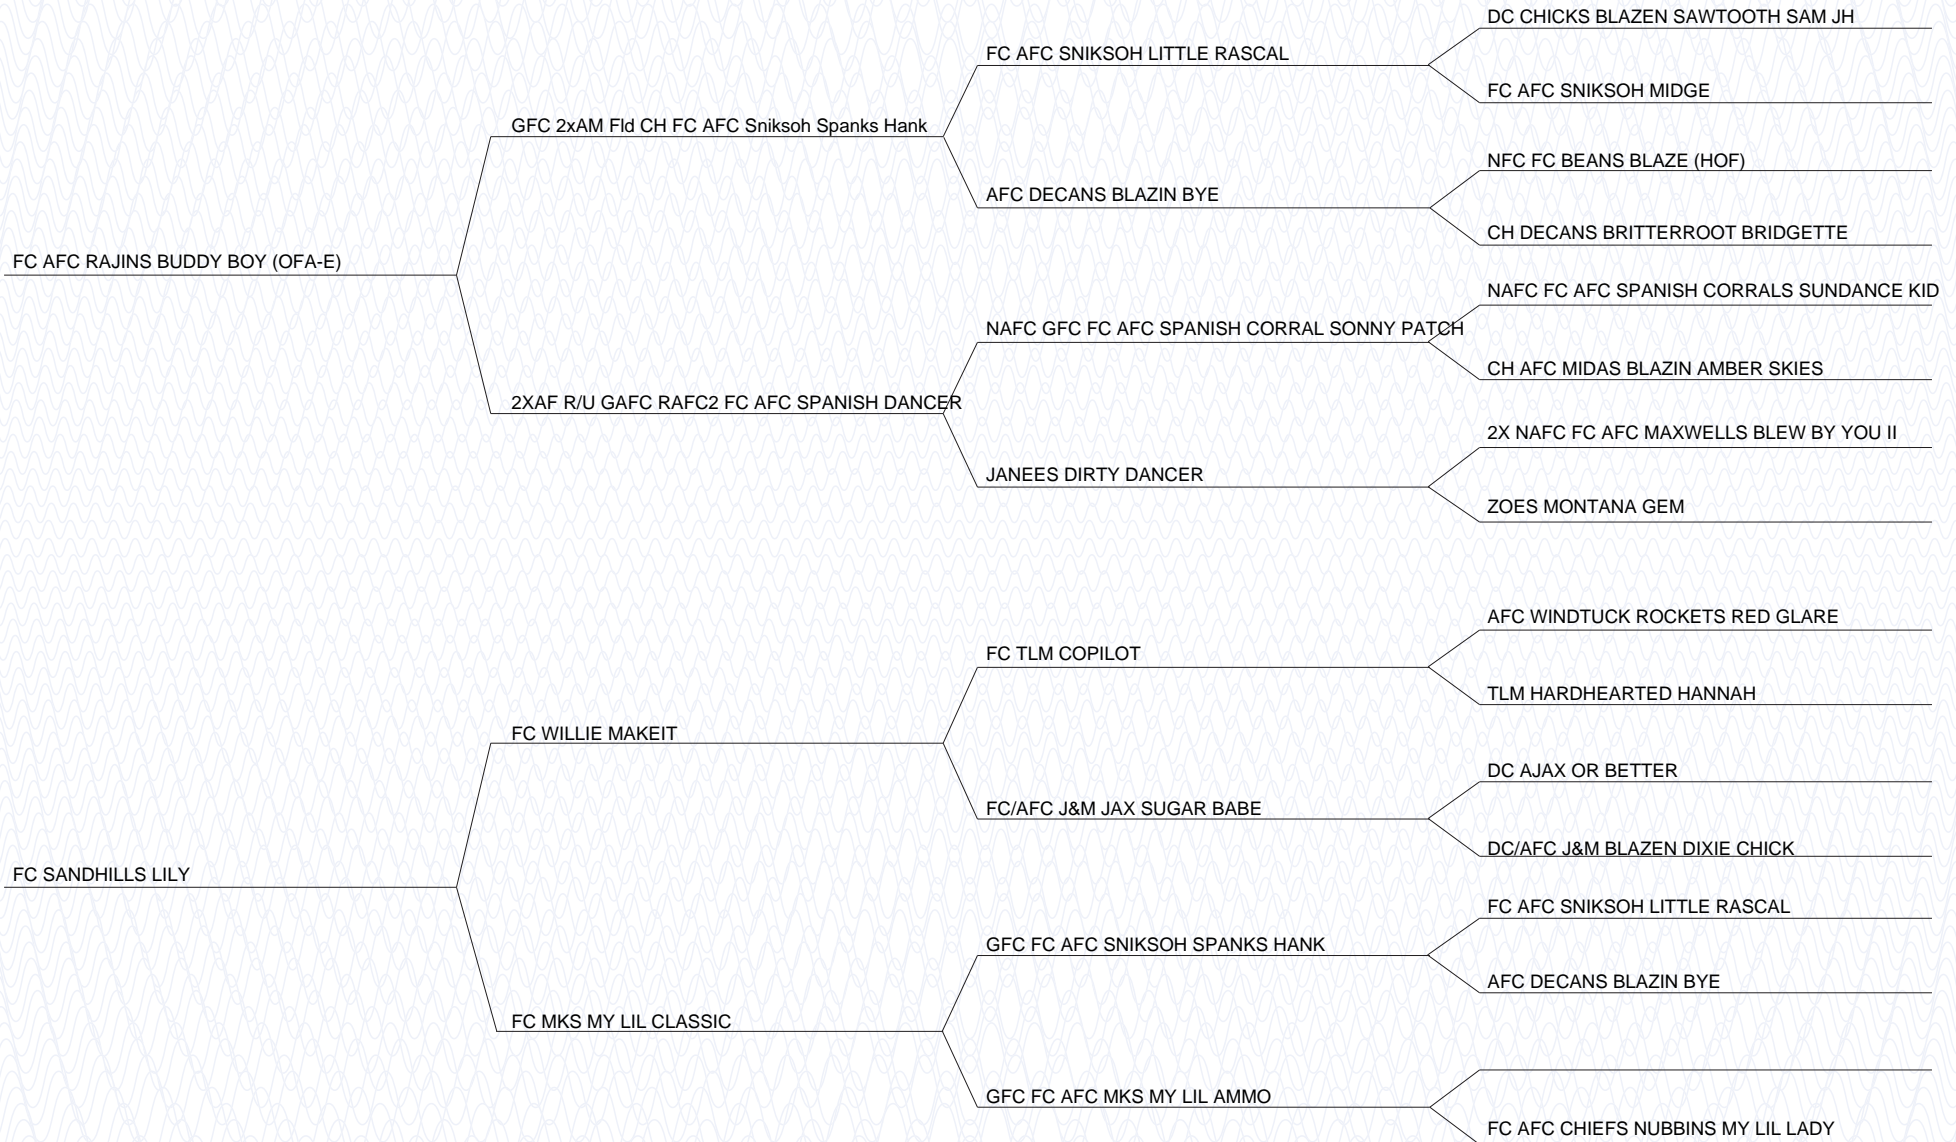 DC CHICKS BLAZEN SAWTOOTH SAM JH
FC AFC SNIKSOH LITTLE RASCAL
FC AFC SNIKSOH MIDGE
GFC 2xAM Fld CH FC AFC Sniksoh Spanks Hank
NFC FC BEANS BLAZE (HOF)
AFC DECANS BLAZIN BYE
CH DECANS BRITTERROOT BRIDGETTE
FC AFC RAJINS BUDDY BOY (OFA-E)
NAFC FC AFC SPANISH CORRALS SUNDANCE KID
NAFC GFC FC AFC SPANISH CORRAL SONNY PATCH
CH AFC MIDAS BLAZIN AMBER SKIES
2XAF R/U GAFC RAFC2 FC AFC SPANISH DANCER
2X NAFC FC AFC MAXWELLS BLEW BY YOU II
JANEES DIRTY DANCER
ZOES MONTANA GEM
AFC WINDTUCK ROCKETS RED GLARE
FC TLM COPILOT
TLM HARDHEARTED HANNAH
FC WILLIE MAKEIT
DC AJAX OR BETTER
FC/AFC J&M JAX SUGAR BABE
DC/AFC J&M BLAZEN DIXIE CHICK
FC SANDHILLS LILY
FC AFC SNIKSOH LITTLE RASCAL
GFC FC AFC SNIKSOH SPANKS HANK
AFC DECANS BLAZIN BYE
FC MKS MY LIL CLASSIC
GFC FC AFC MKS MY LIL AMMO
FC AFC CHIEFS NUBBINS MY LIL LADY